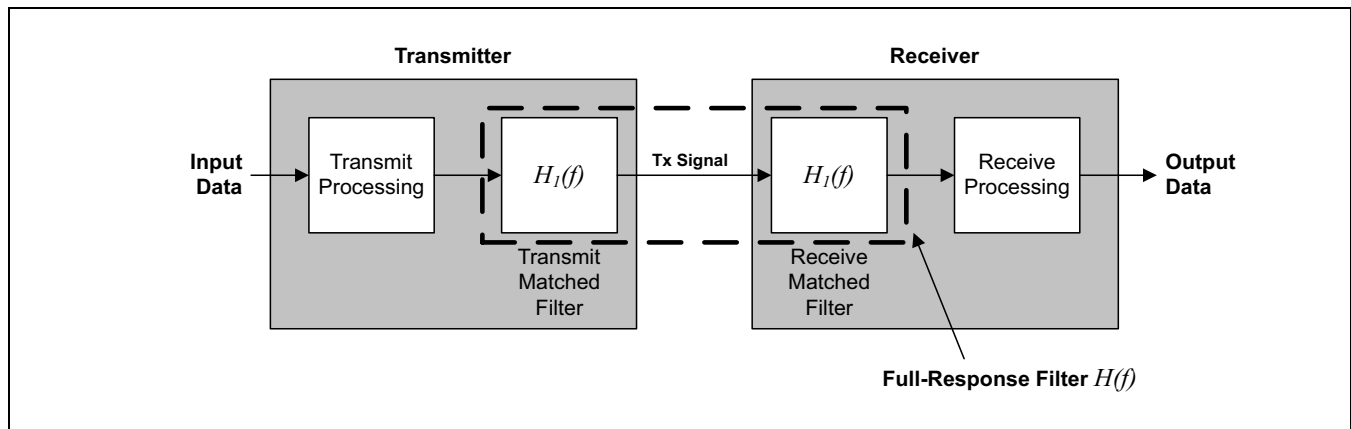 Transmitter
Receiver
Input
Data
Transmit
Processing
H₁(f)
Tx Signal
H₁(f)
Receive
Processing
Output
Data
Transmit
Matched
Filter
Receive
Matched
Filter
Full-Response Filter H(f)